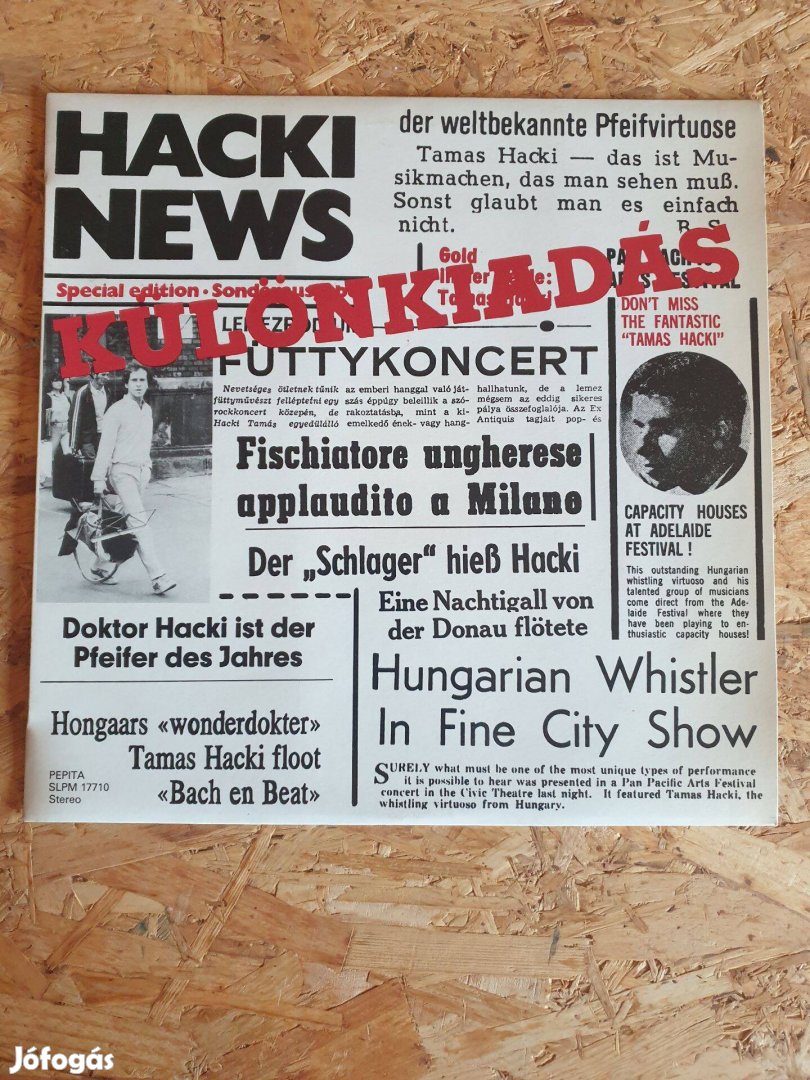 HACKI
NEWS
der weltbekannte Pfeifvirtuose
Tamas Hacki — das ist Mu-
sikmachen, das man sehen muß.
Sonst glaubt man es einfach
nicht.
R. S.
Special edition ·
KÜLÖNKIADÁS
Gold
DON'T MISS
THE FANTASTIC
"TAMAS HACKI"
CAPACITY HOUSES
AT ADELAIDE
FESTIVAL !
This outstanding Hungarian
whistling virtuoso and his
talented group of musicians
come direct from the Ade-
laide Festival where they
have been playing to en-
thusiastic capacity houses!
FÜTTYKONCERT
Nevetséges ötletnek tűnik
füttyművészt felléptetni egy
rockkoncert közepén, de
Hacki Tamás egyedülálló
az emberi hanggal való ját-
szás éppúgy beleillik a szó-
rakoztatásba, mint a ki-
emelkedő ének- vagy hang-
hallhatunk, de a lemez
mégsem az eddig sikeres
pálya összefoglalója. Az Ex
Antiquis tagjait pop- és
Fischiatore ungherese
applaudito a Milano
Der „Schlager" hieß Hacki
Eine Nachtigall von
der Donau flötete
Doktor Hacki ist der
Pfeifer des Jahres
Hungarian Whistler
In Fine City Show
SURELY what must be one of the most unique types of performance
it is possible to hear was presented in a Pan Pacific Arts Festival
concert in the Civic Theatre last night. It featured Tamas Hacki, the
whistling virtuoso from Hungary.
Hongaars «wonderdokter»
Tamas Hacki floot
«Bach en Beat»
PEPITA
SLPM 17710
Stereo
Jófogás